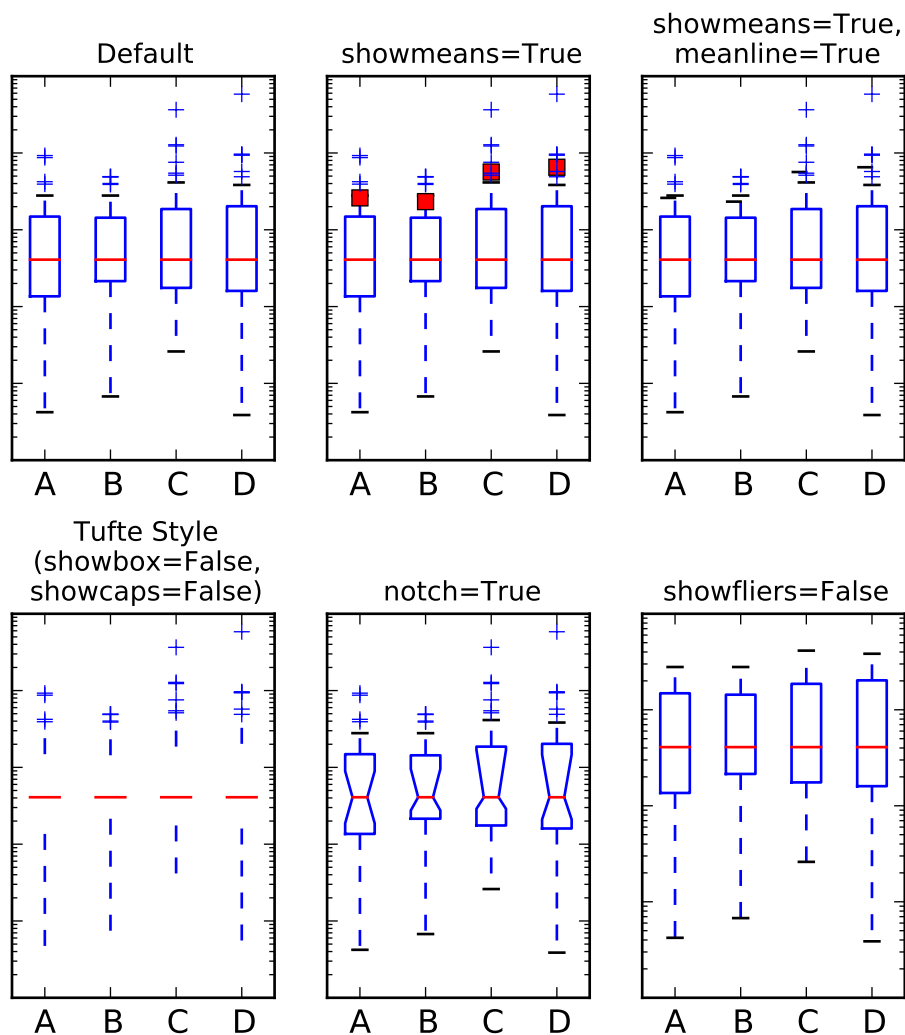 Default
showmeans=True
showmeans=True,
meanline=True
A B C D
A B C D
A B C D
Tufte Style
(showbox=False,
showcaps=False)
notch=True
showfliers=False
A B C D
A B C D
A B C D